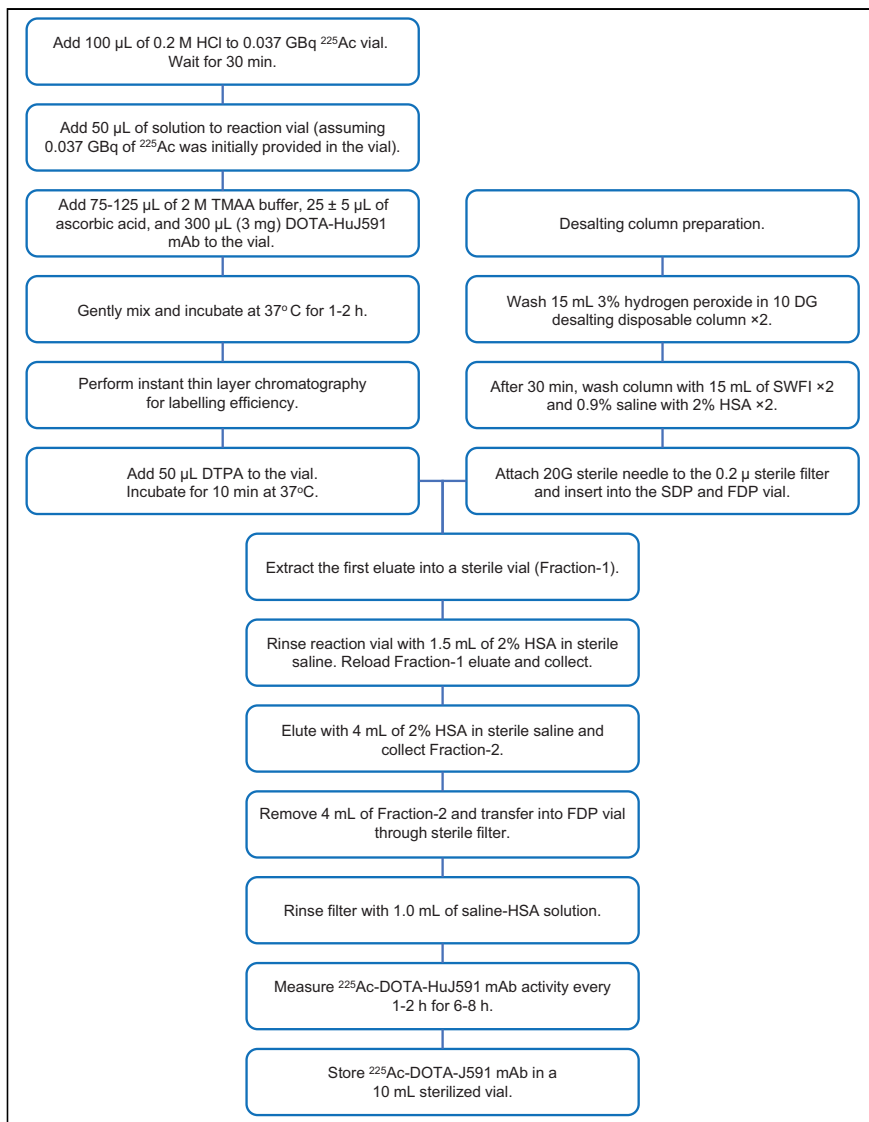 Add 100 µL of 0.2 M HCl to 0.037 GBq ²²⁵Ac vial.
Wait for 30 min.
Add 50 µL of solution to reaction vial (assuming
0.037 GBq of ²²⁵Ac was initially provided in the vial).
Add 75-125 µL of 2 M TMAA buffer, 25 ± 5 µL of
ascorbic acid, and 300 µL (3 mg) DOTA-HuJ591
mAb to the vial.
Gently mix and incubate at 37° C for 1-2 h.
Perform instant thin layer chromatography
for labelling efficiency.
Add 50 µL DTPA to the vial.
Incubate for 10 min at 37°C.
Desalting column preparation.
Wash 15 mL 3% hydrogen peroxide in 10 DG
desalting disposable column ×2.
After 30 min, wash column with 15 mL of SWFI ×2
and 0.9% saline with 2% HSA ×2.
Attach 20G sterile needle to the 0.2 µ sterile filter
and insert into the SDP and FDP vial.
Extract the first eluate into a sterile vial (Fraction-1).
Rinse reaction vial with 1.5 mL of 2% HSA in sterile
saline. Reload Fraction-1 eluate and collect.
Elute with 4 mL of 2% HSA in sterile saline and
collect Fraction-2.
Remove 4 mL of Fraction-2 and transfer into FDP vial
through sterile filter.
Rinse filter with 1.0 mL of saline-HSA solution.
Measure ²²⁵Ac-DOTA-HuJ591 mAb activity every
1-2 h for 6-8 h.
Store ²²⁵Ac-DOTA-J591 mAb in a
10 mL sterilized vial.